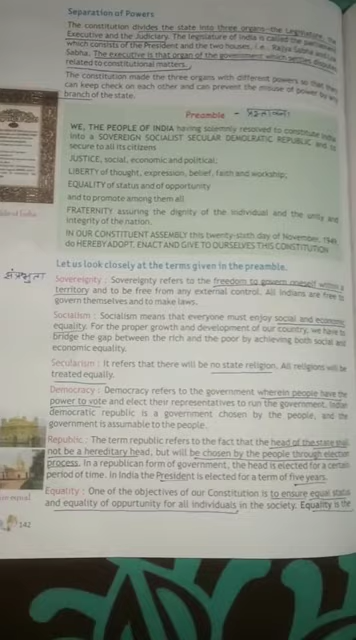 Separation of Powers
The constitution divides the state into three organs-the Legislature, the
Executive and the Judiciary. The legislature of India is called the parliament
which consists of the President and the two houses, i.e., Rajya Sabha and Lok
Sabha. The executive is that organ of the government which settles disputes
related to constitutional matters.
The constitution made the three organs with different powers so that they
can keep check on each other and can prevent the misuse of power by any
branch of the state.
Preamble -
WE, THE PEOPLE OF INDIA having solemnly resolved to constitute India
into a SOVEREIGN SOCIALIST SECULAR DEMOCRATIC REPUBLIC and to
secure to all its citizens
JUSTICE, social, economic and political;
LIBERTY of thought, expression, belief, faith and worship;
EQUALITY of status and of opportunity
and to promote among them all
FRATERNITY assuring the dignity of the individual and the unity and
integrity of the nation.
IN OUR CONSTITUENT ASSEMBLY this twenty-sixth day of November, 1949,
do HEREBY ADOPT, ENACT AND GIVE TO OURSELVES THIS CONSTITUTION
of India
Let us look closely at the terms given in the preamble.
संप्रभुता
Sovereignty : Sovereignty refers to the freedom to govern oneself within a
territory and to be free from any external control. All Indians are free to
govern themselves and to make laws.
Socialism : Socialism means that everyone must enjoy social and economic
equality. For the proper growth and development of our country, we have to
bridge the gap between the rich and the poor by achieving both social and
economic equality.
Secularism : It refers that there will be no state religion. All religions will be
treated equally.
Democracy : Democracy refers to the government wherein people have the
power to vote and elect their representatives to run the government. Indian
democratic republic is a government chosen by the people, and the
government is assumable to the people.
Republic : The term republic refers to the fact that the head of the state shall
not be a hereditary head, but will be chosen by the people through election
process. In a republican form of government, the head is elected for a certain
period of time. In India the President is elected for a term of five years.
are equal
Equality : One of the objectives of our Constitution is to ensure equal status
and equality of opportunity for all individuals in the society. Equality is the
142